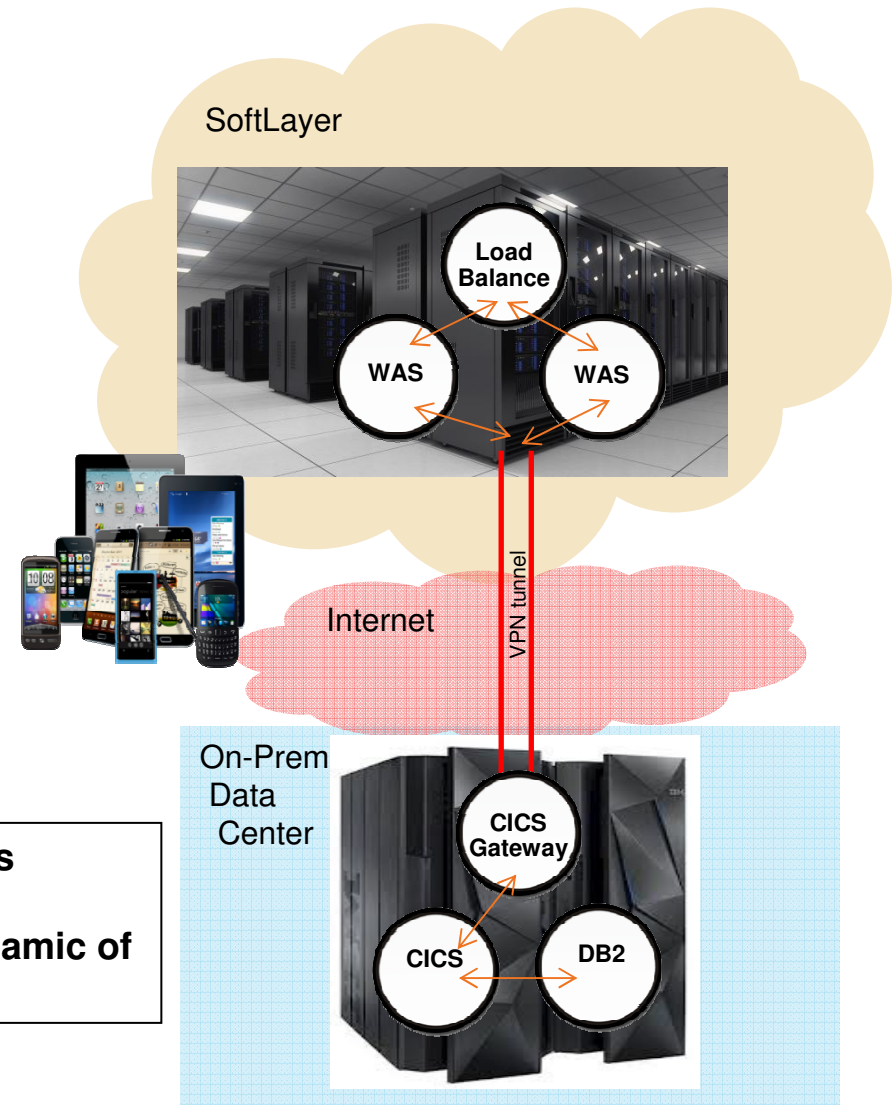 SoftLayer
Load
Balance
WAS
WAS
Internet
VPN tunnel
On-Prem
Data
Center
CICS
Gateway
CICS
DB2
s
amic of